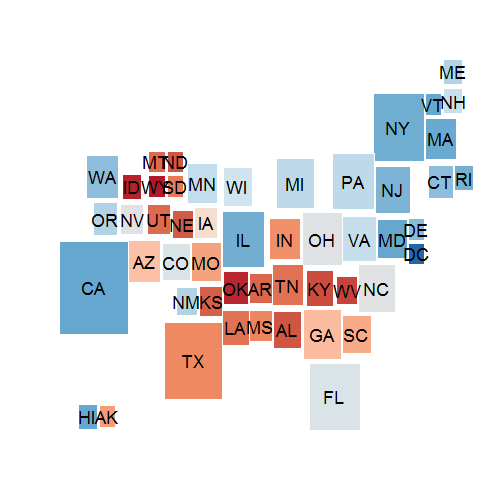 ME
VT NH
NY MA
MT ND
WA ID WY SD MN WI MI PA NJ CT RI
OR NV UT NE IA IL IN OH VA MD DE
DC
CA AZ CO MO
NM KS OK AR TN KY WV NC
LA MS AL GA SC
TX
FL
HI AK